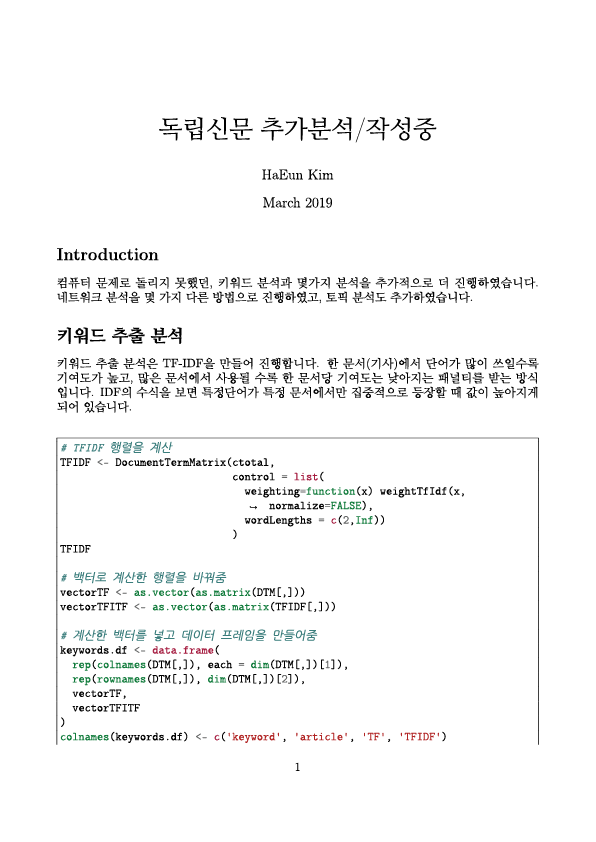 독립신문 추가분석/작성중
HaEun Kim
March 2019
Introduction
컴퓨터 문제로 돌리지 못했던, 키워드 분석과 몇가지 분석을 추가적으로 더 진행하였습니다.
네트워크 분석을 몇 가지 다른 방법으로 진행하였고, 토픽 분석도 추가하였습니다.
키워드 추출 분석
키워드 추출 분석은 TF-IDF을 만들어 진행합니다. 한 문서(기사)에서 단어가 많이 쓰일수록
기여도가 높고, 많은 문서에서 사용될 수록 한 문서당 기여도는 낮아지는 패널티를 받는 방식
입니다. IDF의 수식을 보면 특정단어가 특정 문서에서만 집중적으로 등장할 때 값이 높아지게
되어 있습니다.
# TFIDF 행렬을 계산
TFIDF <- DocumentTermMatrix(ctotal,
control = list(
weighting=function(x) weightTfIdf(x,
↪ normalize=FALSE),
wordLengths = c(2,Inf))
)
TFIDF
# 백터로 계산한 행렬을 바꿔줌
vectorTF <- as.vector(as.matrix(DTM[,]))
vectorTFITF <- as.vector(as.matrix(TFIDF[,]))
# 계산한 백터를 넣고 데이터 프레임을 만들어줌
keywords.df <- data.frame(
rep(colnames(DTM[,]), each = dim(DTM[,])[1]),
rep(rownames(DTM[,]), dim(DTM[,])[2]),
vectorTF,
vectorTFITF
)
colnames(keywords.df) <- c('keyword', 'article', 'TF', 'TFIDF')
1